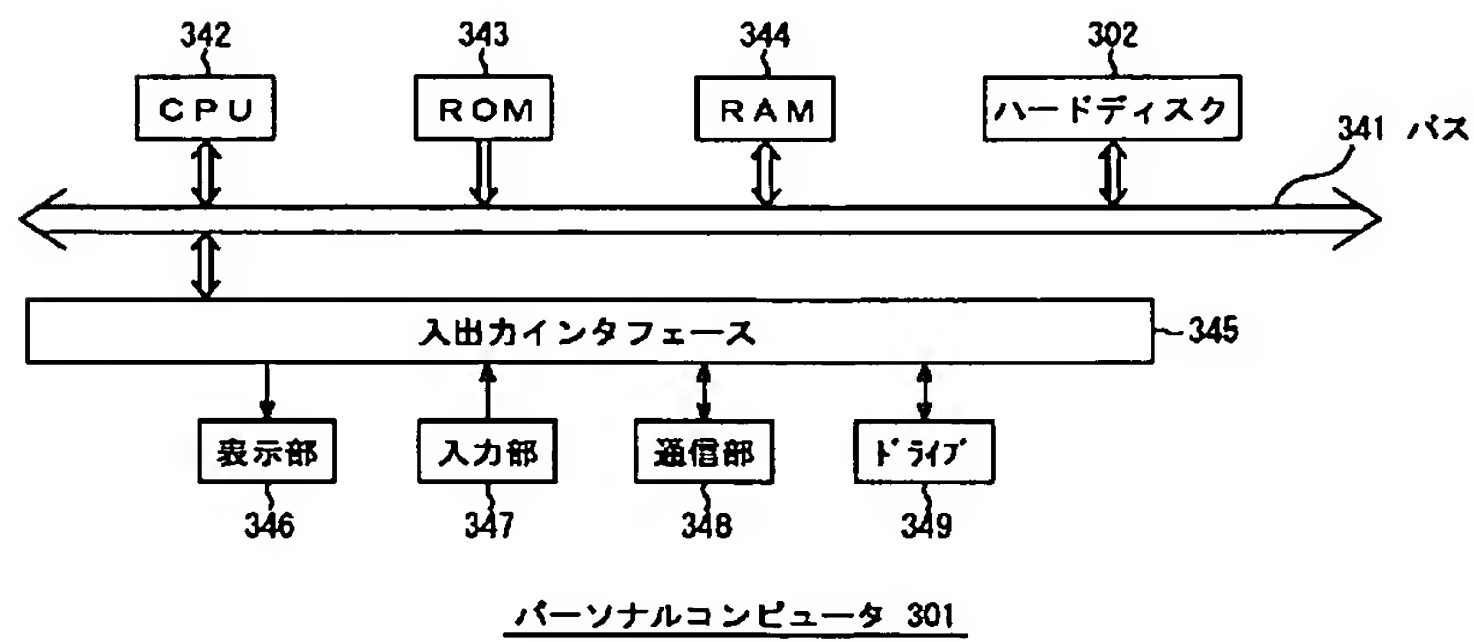 342 343 344 302
CPU ROM RAM ハードディスク
341 バス
入出力インタフェース 345
表示部 入力部 通信部 ドライブ
346 347 348 349
パーソナルコンピュータ 301